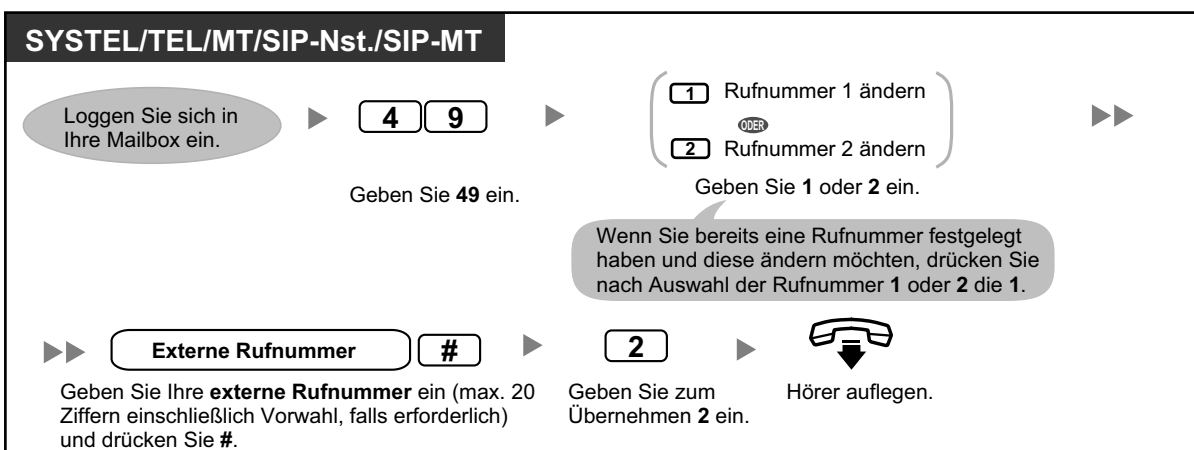 SYSTEL/TEL/MT/SIP-Nst./SIP-MT
Loggen Sie sich in
Ihre Mailbox ein.
4 9
Geben Sie 49 ein.
1 Rufnummer 1 ändern
ODER
2 Rufnummer 2 ändern
Geben Sie 1 oder 2 ein.
Wenn Sie bereits eine Rufnummer festgelegt
haben und diese ändern möchten, drücken Sie
nach Auswahl der Rufnummer 1 oder 2 die 1.
Externe Rufnummer #
Geben Sie Ihre externe Rufnummer ein (max. 20
Ziffern einschließlich Vorwahl, falls erforderlich)
und drücken Sie #.
2
Geben Sie zum
Übernehmen 2 ein.
Hörer auflegen.